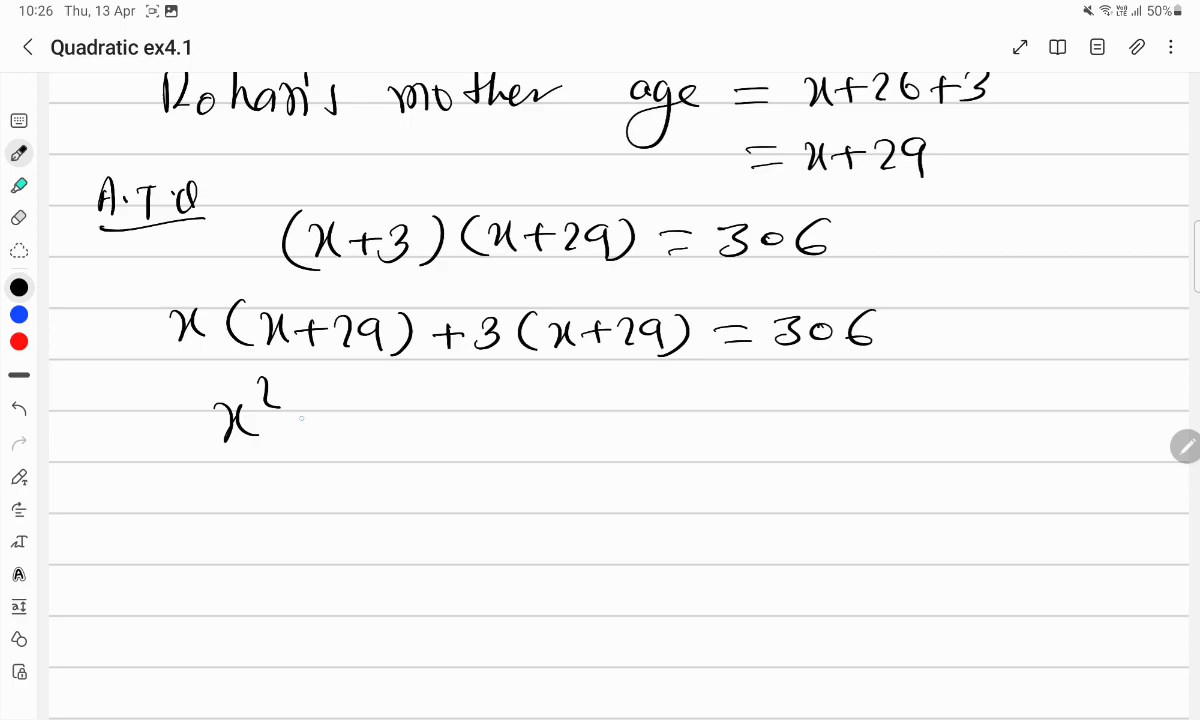 10:26 Thu, 13 Apr 50%
Quadratic ex4.1
Rohan's mother age = x+26+3
= x+29
A.T.Q
(x+3)(x+29) = 306
x(x+29)+3(x+29) = 306
x²